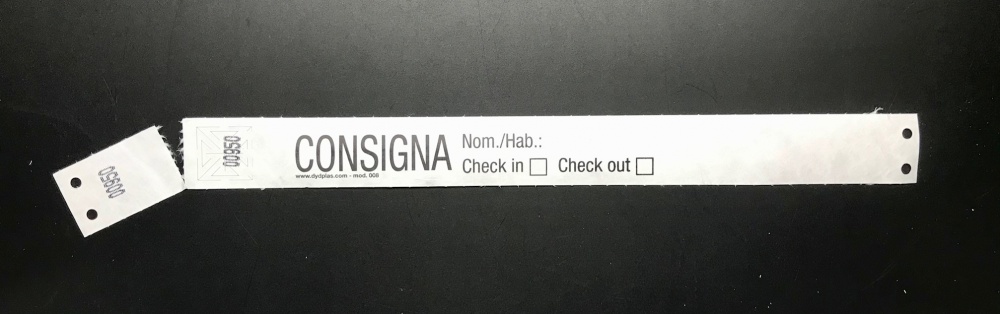 00950
00950
CONSIGNA
www.dydplas.com - mod. 008
Nom./Hab.:
Check in Check out